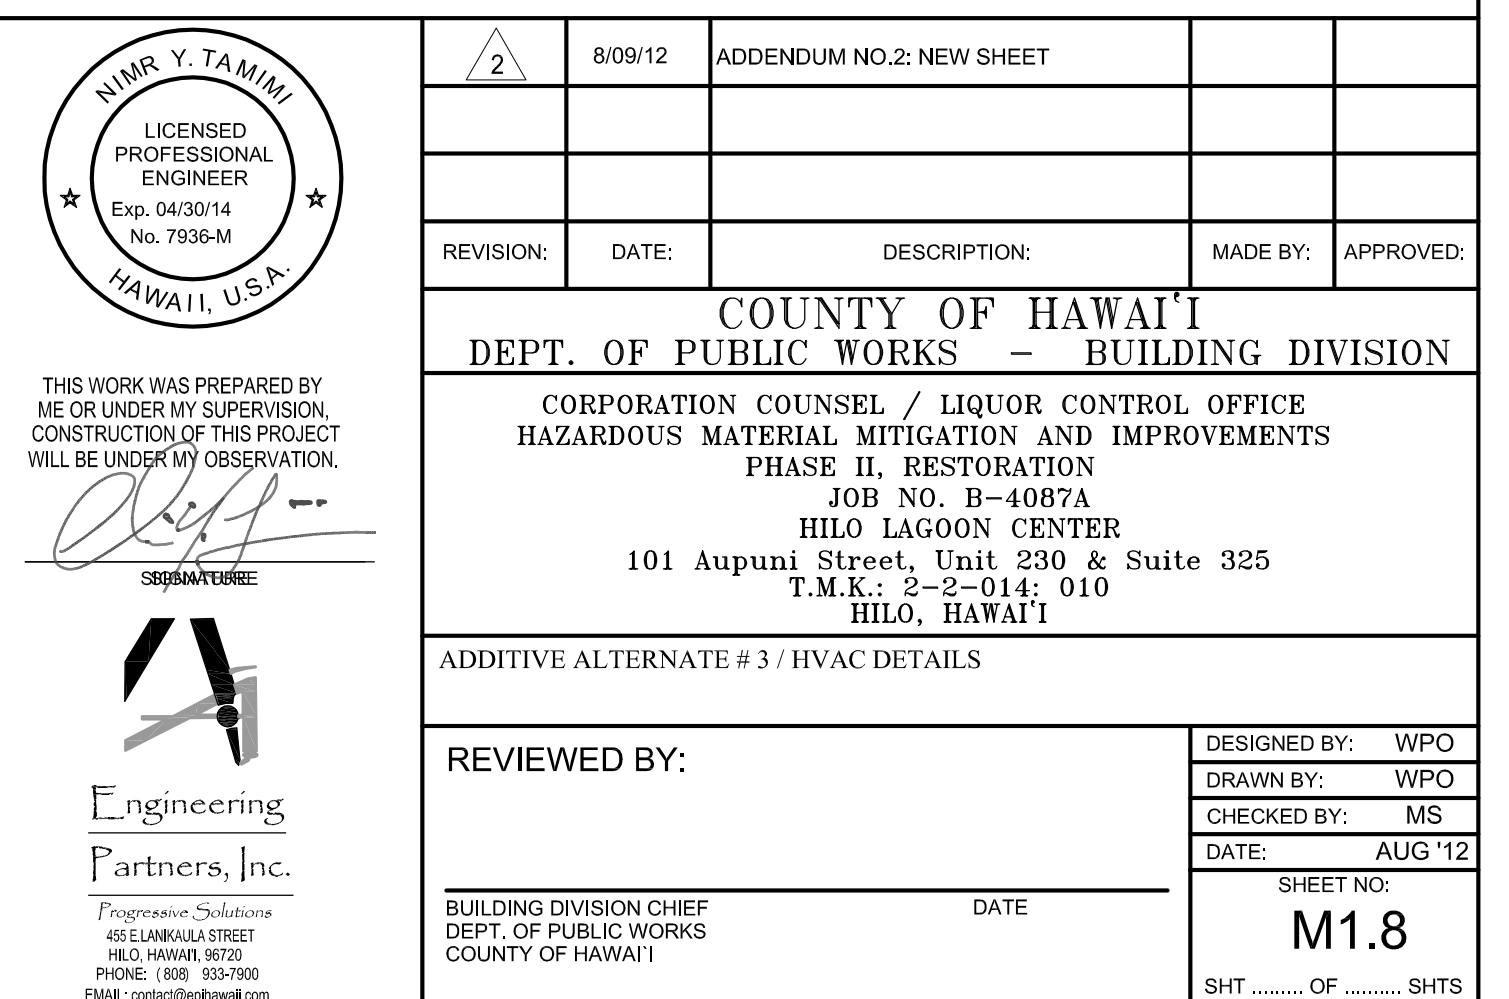 NIMR Y. TAMIMI
LICENSED
PROFESSIONAL
ENGINEER
Exp. 04/30/14
No. 7936-M
HAWAII, U.S.A.
THIS WORK WAS PREPARED BY
ME OR UNDER MY SUPERVISION,
CONSTRUCTION OF THIS PROJECT
WILL BE UNDER MY OBSERVATION.
SIGNATURE
Engineering
Partners, Inc.
Progressive Solutions
455 E.LANIKAULA STREET
HILO, HAWAI'I, 96720
PHONE: (808) 933-7900
EMAIL: contact@epihawaii.com
2 8/09/12 ADDENDUM NO.2: NEW SHEET
REVISION: DATE: DESCRIPTION: MADE BY: APPROVED:
COUNTY OF HAWAI'I
DEPT. OF PUBLIC WORKS – BUILDING DIVISION
CORPORATION COUNSEL / LIQUOR CONTROL OFFICE
HAZARDOUS MATERIAL MITIGATION AND IMPROVEMENTS
PHASE II, RESTORATION
JOB NO. B-4087A
HILO LAGOON CENTER
101 Aupuni Street, Unit 230 & Suite 325
T.M.K.: 2-2-014: 010
HILO, HAWAI'I
ADDITIVE ALTERNATE # 3 / HVAC DETAILS
REVIEWED BY:
BUILDING DIVISION CHIEF DATE
DEPT. OF PUBLIC WORKS
COUNTY OF HAWAI`I
DESIGNED BY: WPO
DRAWN BY: WPO
CHECKED BY: MS
DATE: AUG '12
SHEET NO:
M1.8
SHT ......... OF .......... SHTS